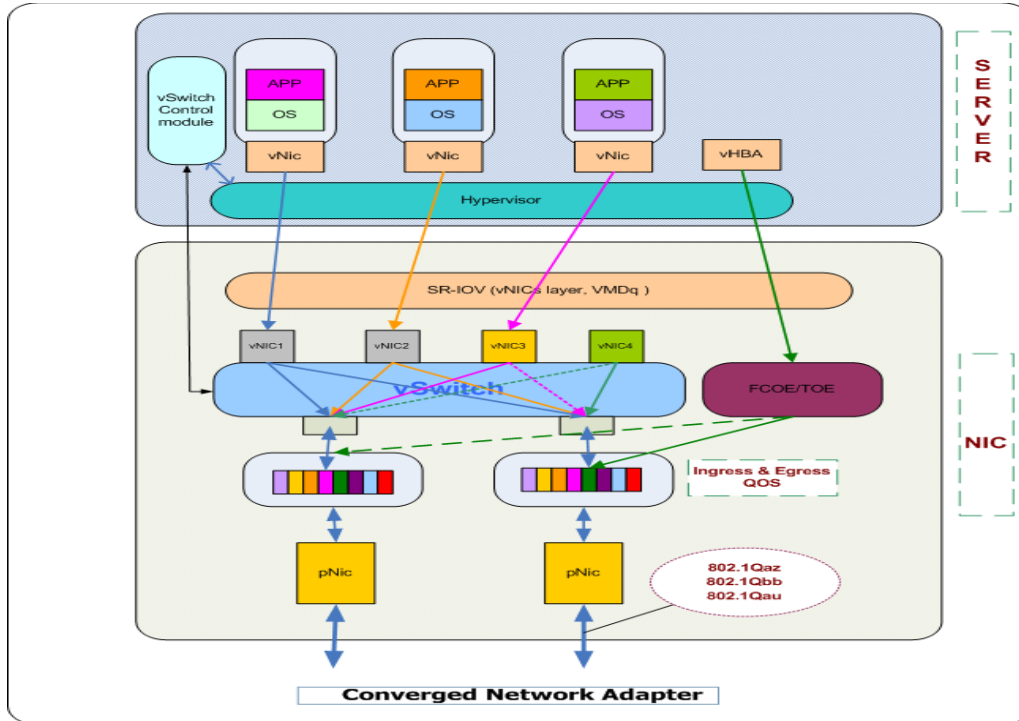 vSwitch
Control
module
APP
OS
vNic
APP
OS
vNic
APP
OS
vNic
vHBA
Hypervisor
SERVER
SR-IOV (vNICs layer, VMDq )
vNIC1
vNIC2
vNIC3
vNIC4
vSwitch
FCOE/TOE
NIC
Ingress & Egress
QOS
pNic
pNic
802.1Qaz
802.1Qbb
802.1Qau
Converged Network Adapter